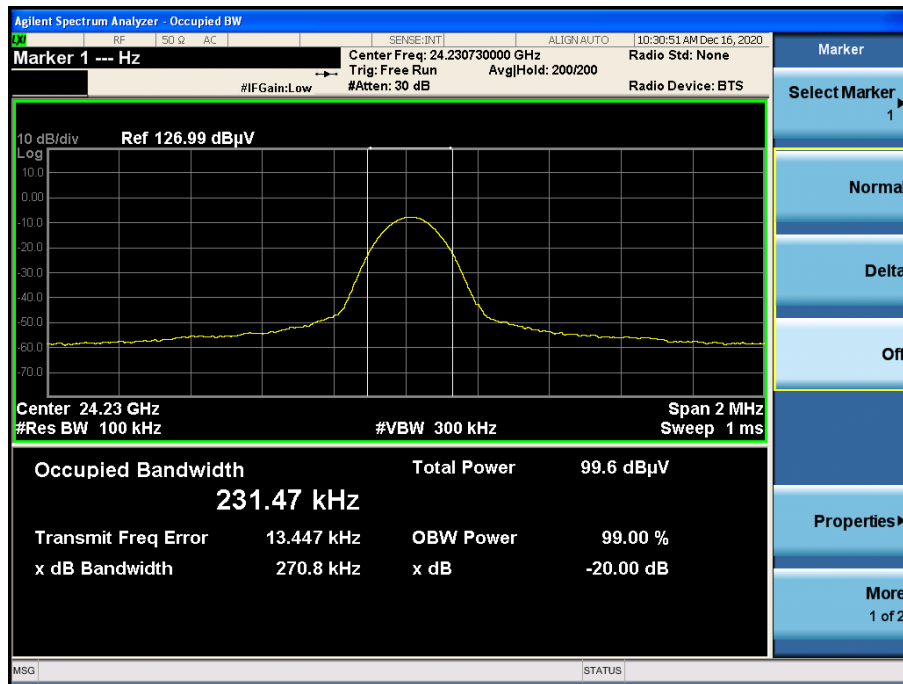 Agilent Spectrum Analyzer - Occupied BW
LXI RF 50 Ω AC SENSE:INT ALIGN AUTO 10:30:51 AM Dec 16, 2020
Marker 1 --- Hz
Center Freq: 24.230730000 GHz
Radio Std: None
Trig: Free Run Avg|Hold: 200/200
#IFGain:Low #Atten: 30 dB
Radio Device: BTS
10 dB/div Ref 126.99 dBµV
Log
10.0
0.00
-10.0
-20.0
-30.0
-40.0
-50.0
-60.0
-70.0
Center 24.23 GHz Span 2 MHz
#Res BW 100 kHz #VBW 300 kHz Sweep 1 ms
Occupied Bandwidth Total Power 99.6 dBµV
231.47 kHz
Transmit Freq Error 13.447 kHz OBW Power 99.00 %
x dB Bandwidth 270.8 kHz x dB -20.00 dB
MSG STATUS
Marker
Select Marker
1
Normal
Delta
Off
Properties
More
1 of 2